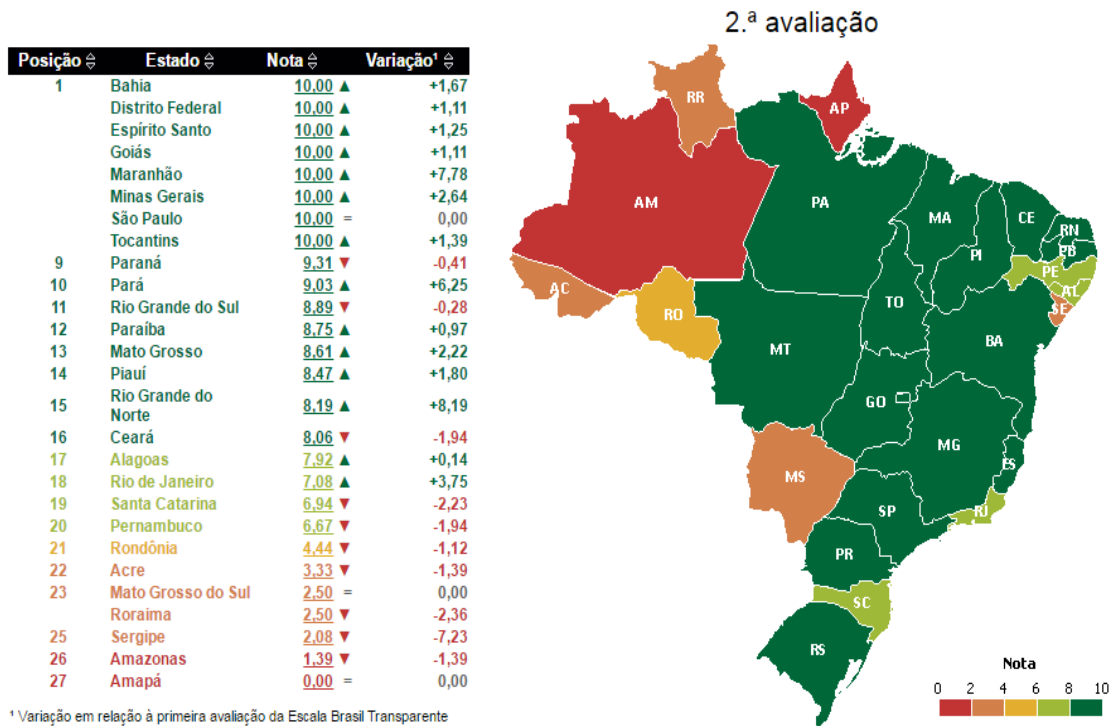 2.ª avaliação
Posição Estado Nota Variação¹
1 Bahia 10,00 ▲ +1,67
Distrito Federal 10,00 ▲ +1,11
Espírito Santo 10,00 ▲ +1,25
Goiás 10,00 ▲ +1,11
Maranhão 10,00 ▲ +7,78
Minas Gerais 10,00 ▲ +2,64
São Paulo 10,00 = 0,00
Tocantins 10,00 ▲ +1,39
9 Paraná 9,31 ▼ -0,41
10 Pará 9,03 ▲ +6,25
11 Rio Grande do Sul 8,89 ▼ -0,28
12 Paraíba 8,75 ▲ +0,97
13 Mato Grosso 8,61 ▲ +2,22
14 Piauí 8,47 ▲ +1,80
15 Rio Grande do
Norte 8,19 ▲ +8,19
16 Ceará 8,06 ▼ -1,94
17 Alagoas 7,92 ▲ +0,14
18 Rio de Janeiro 7,08 ▲ +3,75
19 Santa Catarina 6,94 ▼ -2,23
20 Pernambuco 6,67 ▼ -1,94
21 Rondônia 4,44 ▼ -1,12
22 Acre 3,33 ▼ -1,39
23 Mato Grosso do Sul 2,50 = 0,00
Roraima 2,50 ▼ -2,36
25 Sergipe 2,08 ▼ -7,23
26 Amazonas 1,39 ▼ -1,39
27 Amapá 0,00 = 0,00
¹ Variação em relação à primeira avaliação da Escala Brasil Transparente
RR
AP
AM
PA
MA
CE
RN
PB
PI
PE
AL
SE
AC
RO
TO
BA
MT
GO
MG
ES
MS
SP
RJ
PR
SC
RS
Nota
0 2 4 6 8 10